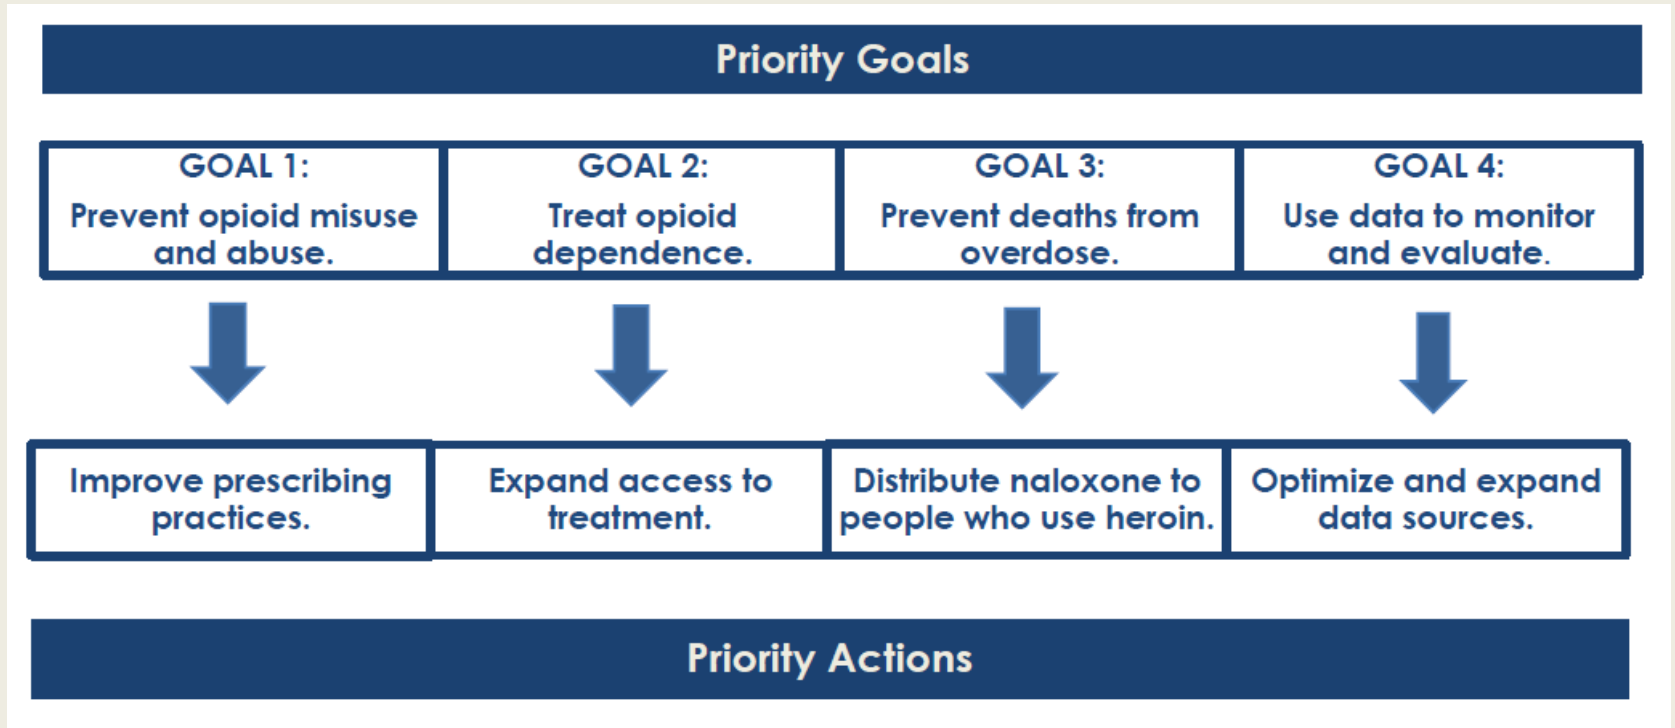 Priority Goals
GOAL 1:
Prevent opioid misuse
and abuse.
GOAL 2:
Treat opioid
dependence.
GOAL 3:
Prevent deaths from
overdose.
GOAL 4:
Use data to monitor
and evaluate.
Improve prescribing
practices.
Expand access to
treatment.
Distribute naloxone to
people who use heroin.
Optimize and expand
data sources.
Priority Actions